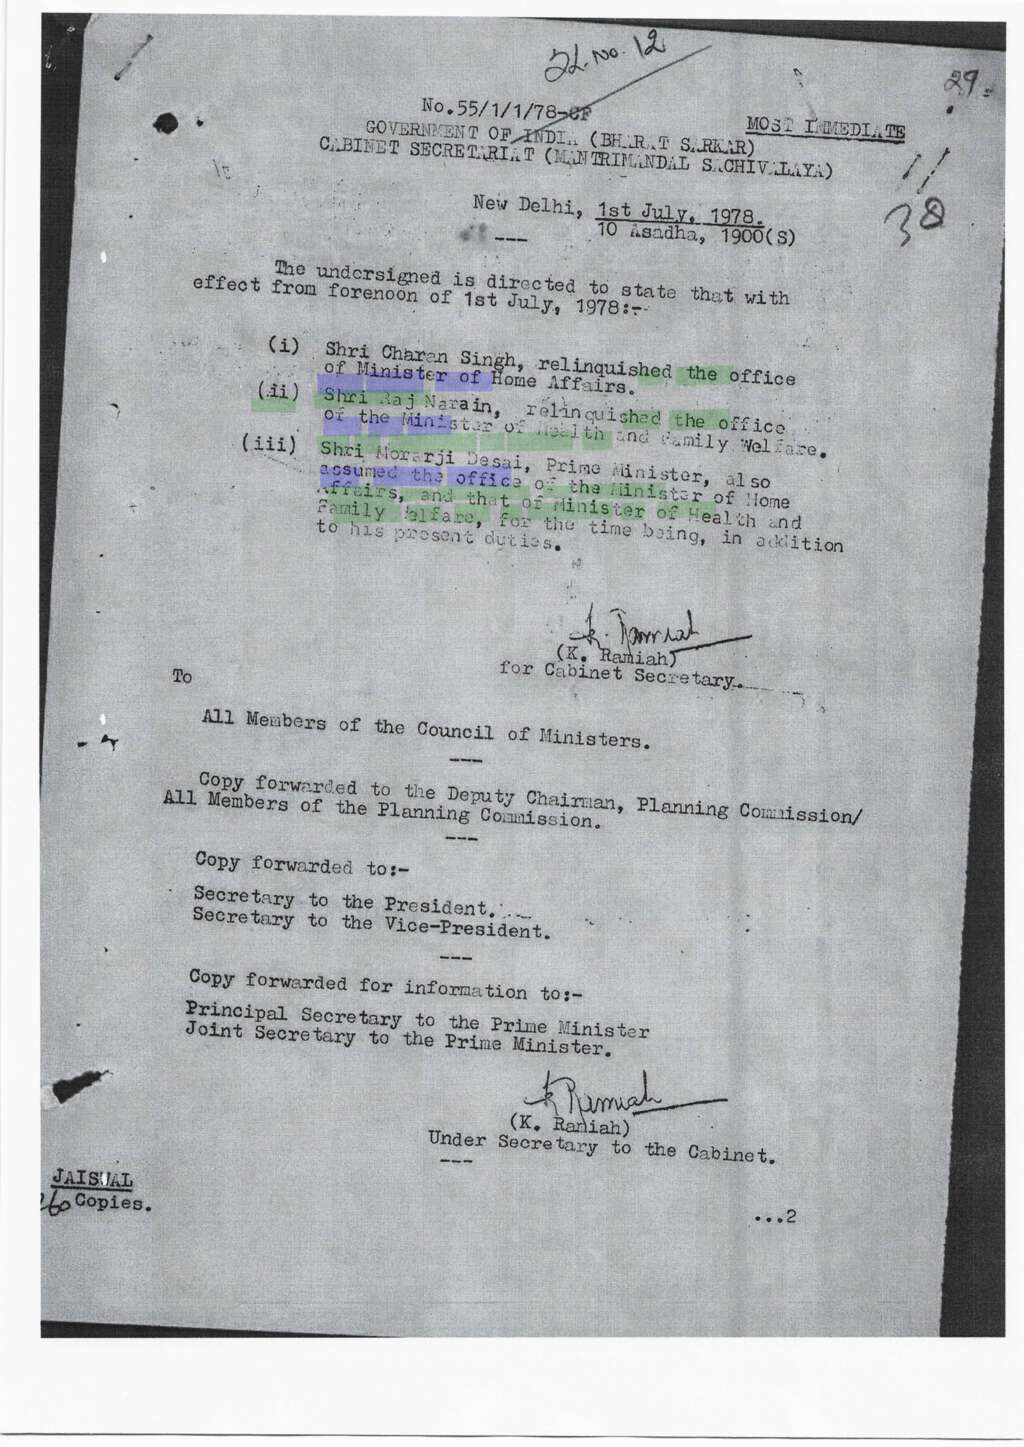 Sl. No. 12
29
No.55/1/1/78-CF
MOST IMMEDIATE
GOVERNMENT OF INDIA (BHARAT SARKAR)
CABINET SECRETARIAT (MANTRIMANDAL SACHIVALAYA)
38
New Delhi, 1st July, 1978.
10 Asadha, 1900(S)
The undersigned is directed to state that with
effect from forenoon of 1st July, 1978:-
(i) Shri Charan Singh, relinquished the office
of Minister of Home Affairs.
(ii) Shri Raj Narain, relinquished the office
of the Minister of Health and Family Welfare.
(iii) Shri Morarji Desai, Prime Minister, also
assumed the office of the Minister of Home
Affairs, and that of Minister of Health and
Family Welfare, for the time being, in addition
to his present duties.
K. Ramiah
(K. Ramiah)
for Cabinet Secretary.
To
All Members of the Council of Ministers.
---
Copy forwarded to the Deputy Chairman, Planning Commission/
All Members of the Planning Commission.
---
Copy forwarded to:-
Secretary to the President.
Secretary to the Vice-President.
---
Copy forwarded for information to:-
Principal Secretary to the Prime Minister
Joint Secretary to the Prime Minister.
K Ramiah
(K. Ramiah)
Under Secretary to the Cabinet.
---
JAISWAL
260 Copies.
...2